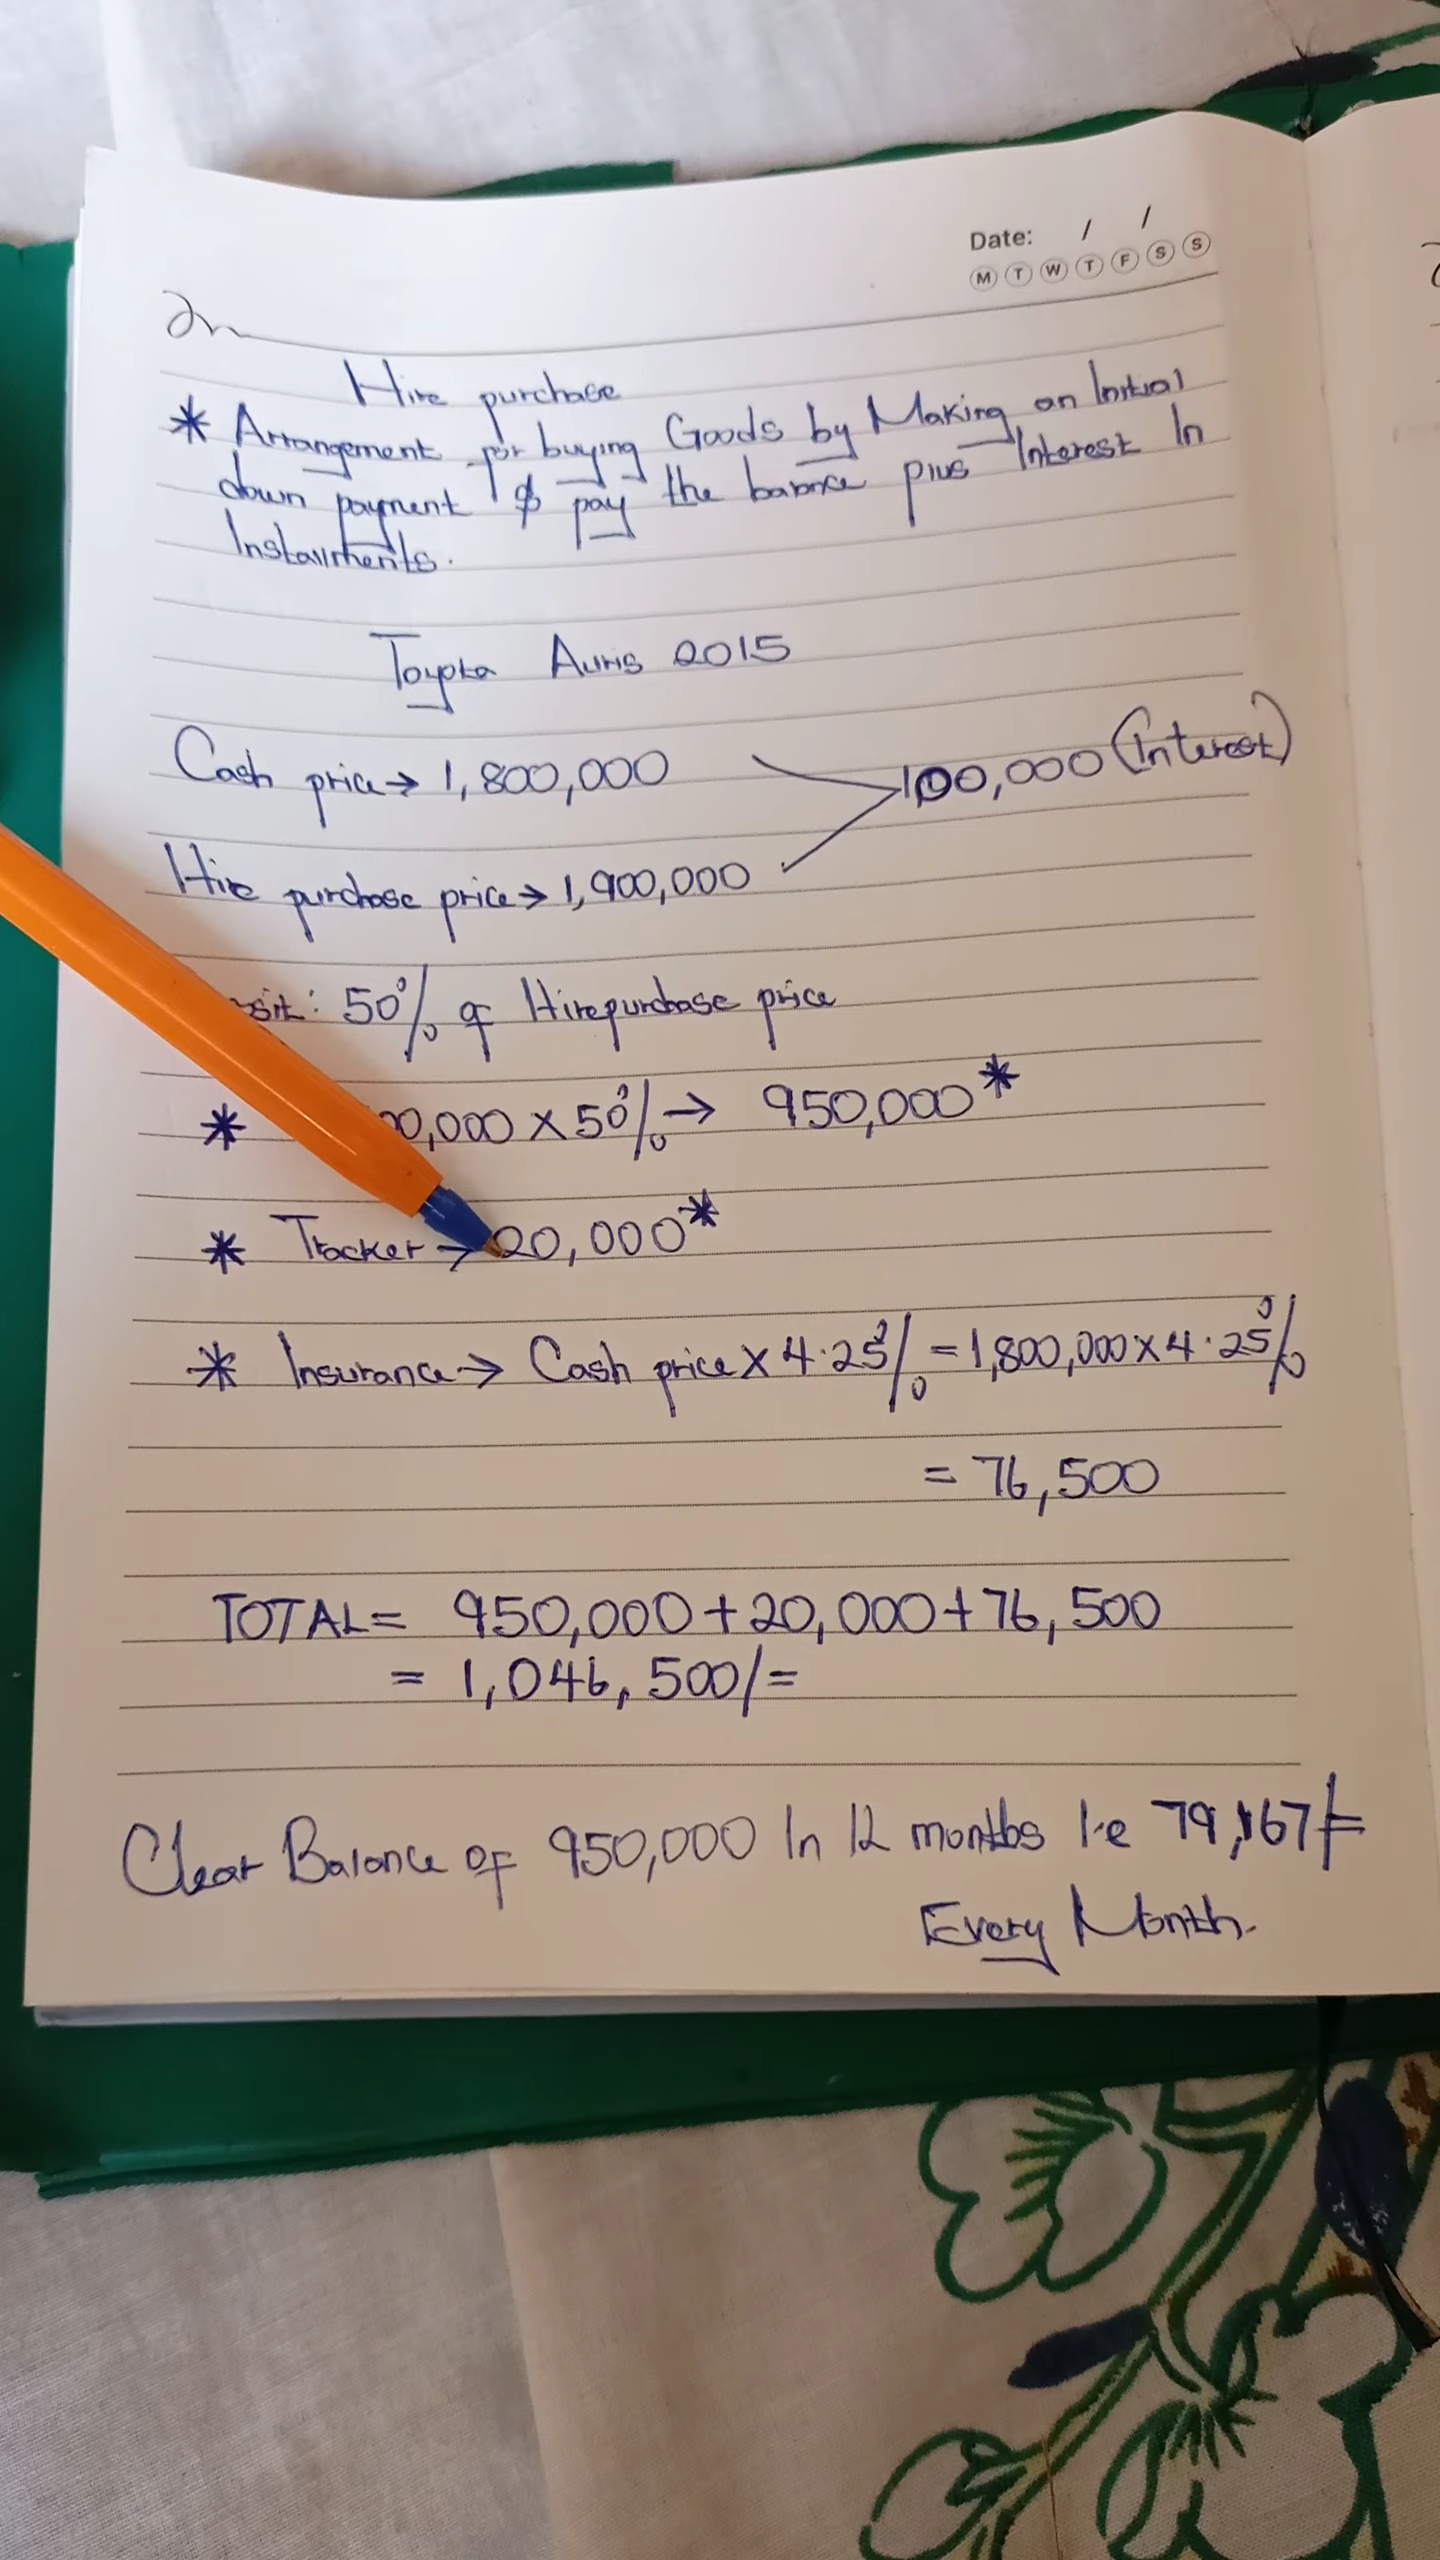 Date: / /
M T W T F S S
Hire purchase
* Arrangement for buying Goods by Making an Initial
down payment & pay the balance plus Interest In
Installments.
Toyota Auris 2015
Cash price → 1,800,000
100,000 (Interest)
Hire purchase price → 1,900,000
50% of Hirepurchase price
* 00,000 X 50% → 950,000*
* Tracker → 20,000*
* Insurance → Cash price X 4.25% = 1,800,000 X 4.25%
= 76,500
TOTAL = 950,000 + 20,000 + 76,500
= 1,046,500/=
Clear Balance of 950,000 In 12 months I.e 79,167/=
Every Month.